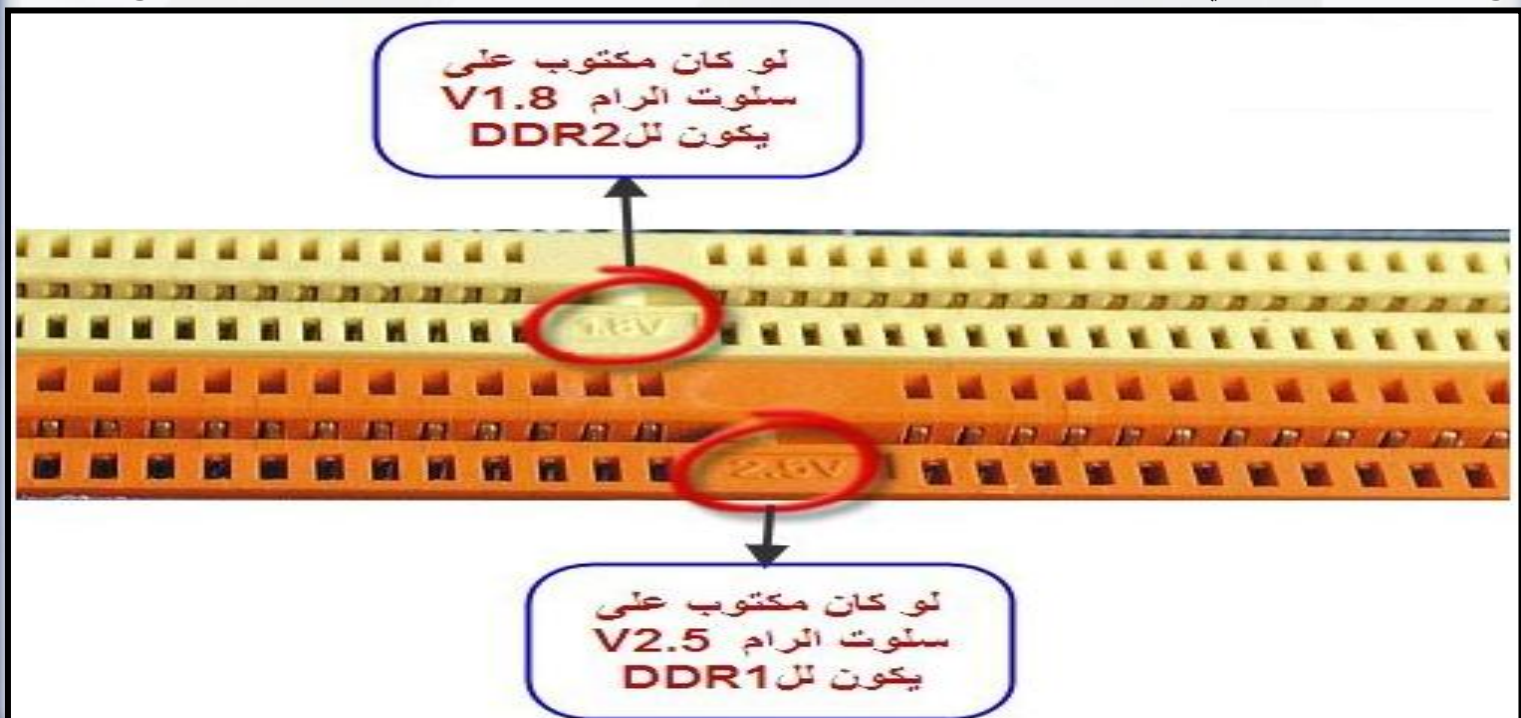 لو كان مكتوب على
سلوت الرام V1.8
يكون للDDR2
1.8V
2.5V
لو كان مكتوب على
سلوت الرام V2.5
يكون للDDR1